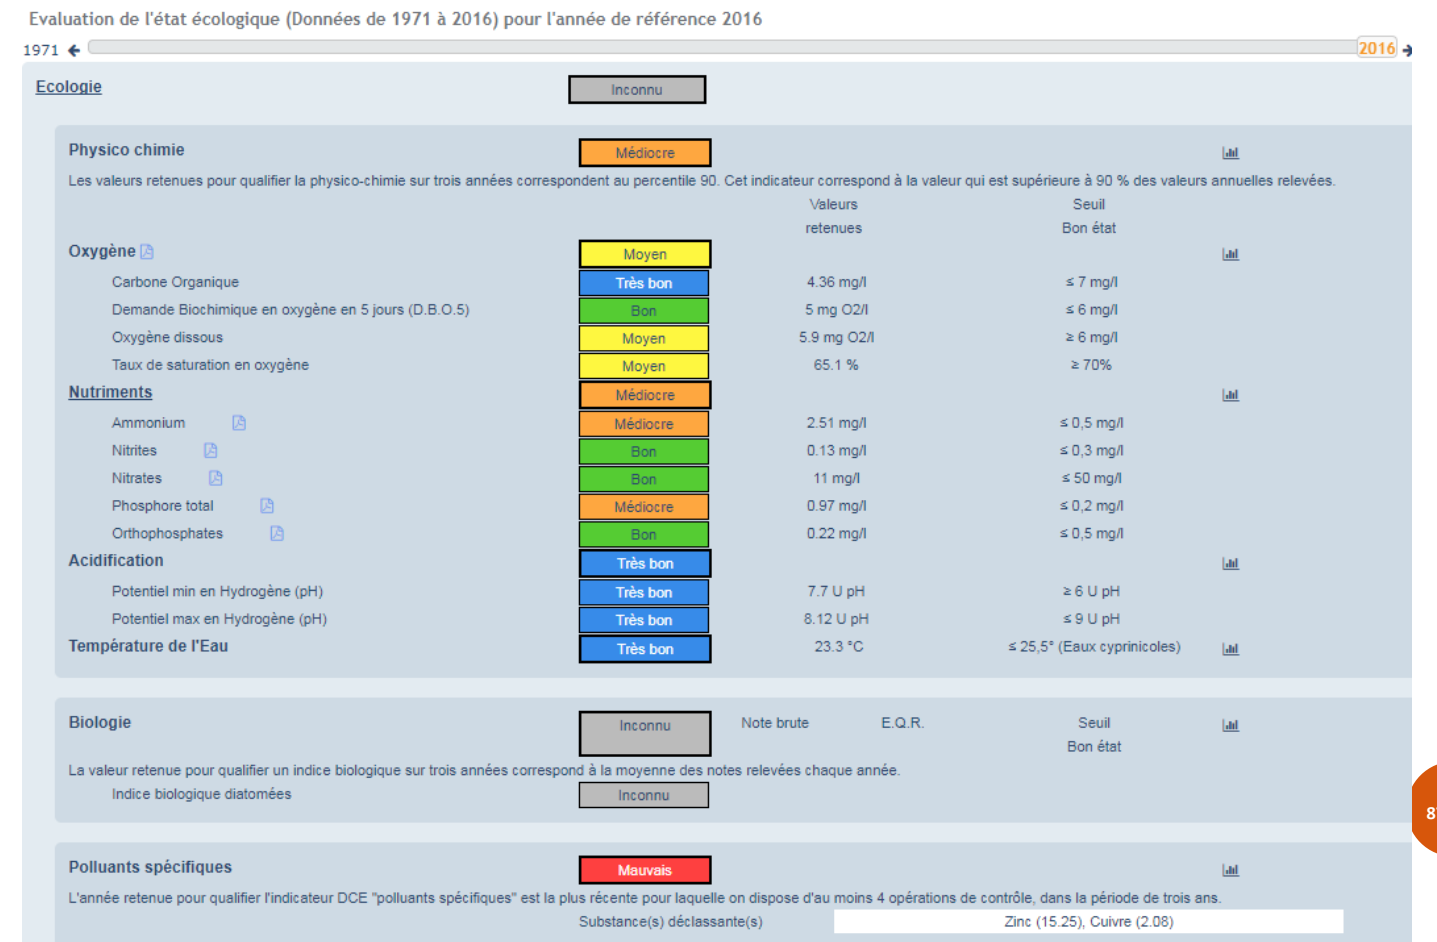 Evaluation de l'état écologique (Données de 1971 à 2016) pour l'année de référence 2016
1971 2016
Ecologie Inconnu
Physico chimie Médiocre
Les valeurs retenues pour qualifier la physico-chimie sur trois années correspondent au percentile 90. Cet indicateur correspond à la valeur qui est supérieure à 90 % des valeurs annuelles relevées.
Valeurs Seuil
retenues Bon état
Oxygène Moyen
Carbone Organique Très bon 4.36 mg/l ≤ 7 mg/l
Demande Biochimique en oxygène en 5 jours (D.B.O.5) Bon 5 mg O2/l ≤ 6 mg/l
Oxygène dissous Moyen 5.9 mg O2/l ≥ 6 mg/l
Taux de saturation en oxygène Moyen 65.1 % ≥ 70%
Nutriments Médiocre
Ammonium Médiocre 2.51 mg/l ≤ 0,5 mg/l
Nitrites Bon 0.13 mg/l ≤ 0,3 mg/l
Nitrates Bon 11 mg/l ≤ 50 mg/l
Phosphore total Médiocre 0.97 mg/l ≤ 0,2 mg/l
Orthophosphates Bon 0.22 mg/l ≤ 0,5 mg/l
Acidification Très bon
Potentiel min en Hydrogène (pH) Très bon 7.7 U pH ≥ 6 U pH
Potentiel max en Hydrogène (pH) Très bon 8.12 U pH ≤ 9 U pH
Température de l'Eau Très bon 23.3 °C ≤ 25,5° (Eaux cyprinicoles)
Biologie Inconnu Note brute E.Q.R. Seuil
Bon état
La valeur retenue pour qualifier un indice biologique sur trois années correspond à la moyenne des notes relevées chaque année.
Indice biologique diatomées Inconnu
Polluants spécifiques Mauvais
L'année retenue pour qualifier l'indicateur DCE "polluants spécifiques" est la plus récente pour laquelle on dispose d'au moins 4 opérations de contrôle, dans la période de trois ans.
Substance(s) déclassante(s) Zinc (15.25), Cuivre (2.08)